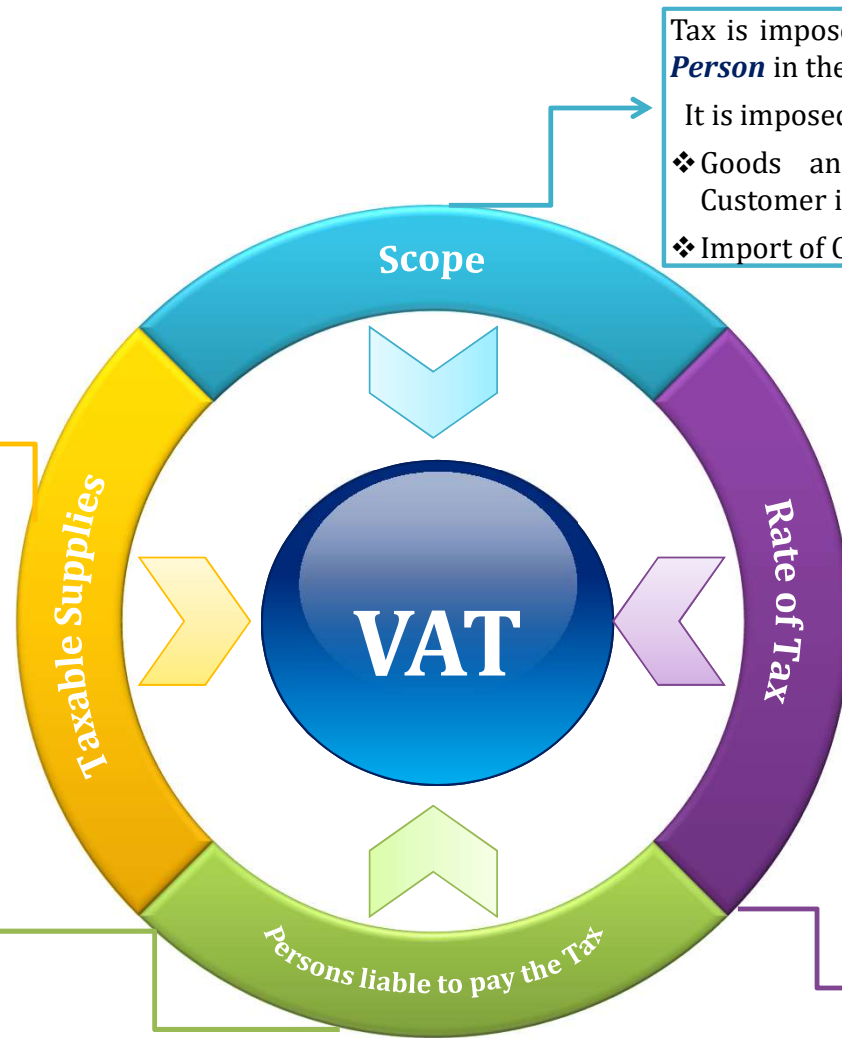 Tax is impos
Person in the
It is imposed
❖ Goods an
Customer i
❖ Import of
Scope
Taxable Supplies
VAT
Rate of Tax
Persons liable to pay the Tax